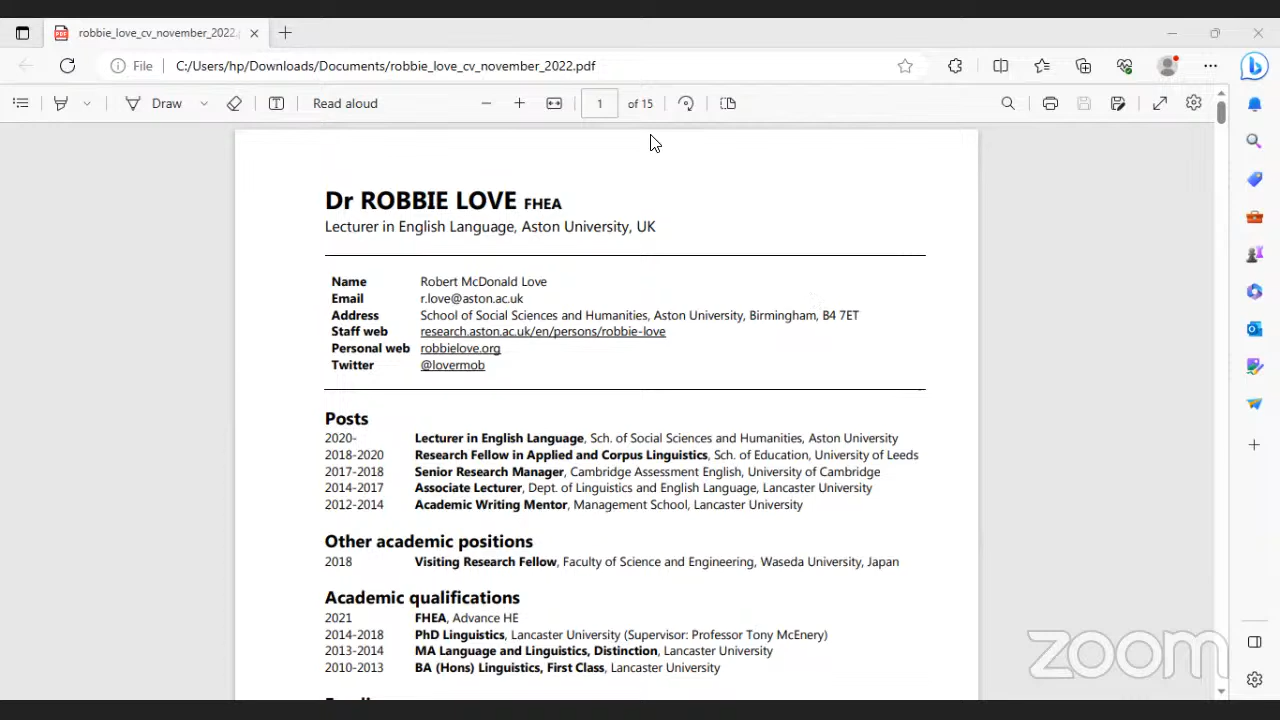 robbie_love_cv_november_2022.
File C:/Users/hp/Downloads/Documents/robbie_love_cv_november_2022.pdf
Draw Read aloud 1 of 15
Dr ROBBIE LOVE FHEA
Lecturer in English Language, Aston University, UK
Name Robert McDonald Love
Email r.love@aston.ac.uk
Address School of Social Sciences and Humanities, Aston University, Birmingham, B4 7ET
Staff web research.aston.ac.uk/en/persons/robbie-love
Personal web robbielove.org
Twitter @lovermob
Posts
2020- Lecturer in English Language, Sch. of Social Sciences and Humanities, Aston University
2018-2020 Research Fellow in Applied and Corpus Linguistics, Sch. of Education, University of Leeds
2017-2018 Senior Research Manager, Cambridge Assessment English, University of Cambridge
2014-2017 Associate Lecturer, Dept. of Linguistics and English Language, Lancaster University
2012-2014 Academic Writing Mentor, Management School, Lancaster University
Other academic positions
2018 Visiting Research Fellow, Faculty of Science and Engineering, Waseda University, Japan
Academic qualifications
2021 FHEA, Advance HE
2014-2018 PhD Linguistics, Lancaster University (Supervisor: Professor Tony McEnery)
2013-2014 MA Language and Linguistics, Distinction, Lancaster University
2010-2013 BA (Hons) Linguistics, First Class, Lancaster University
zoom